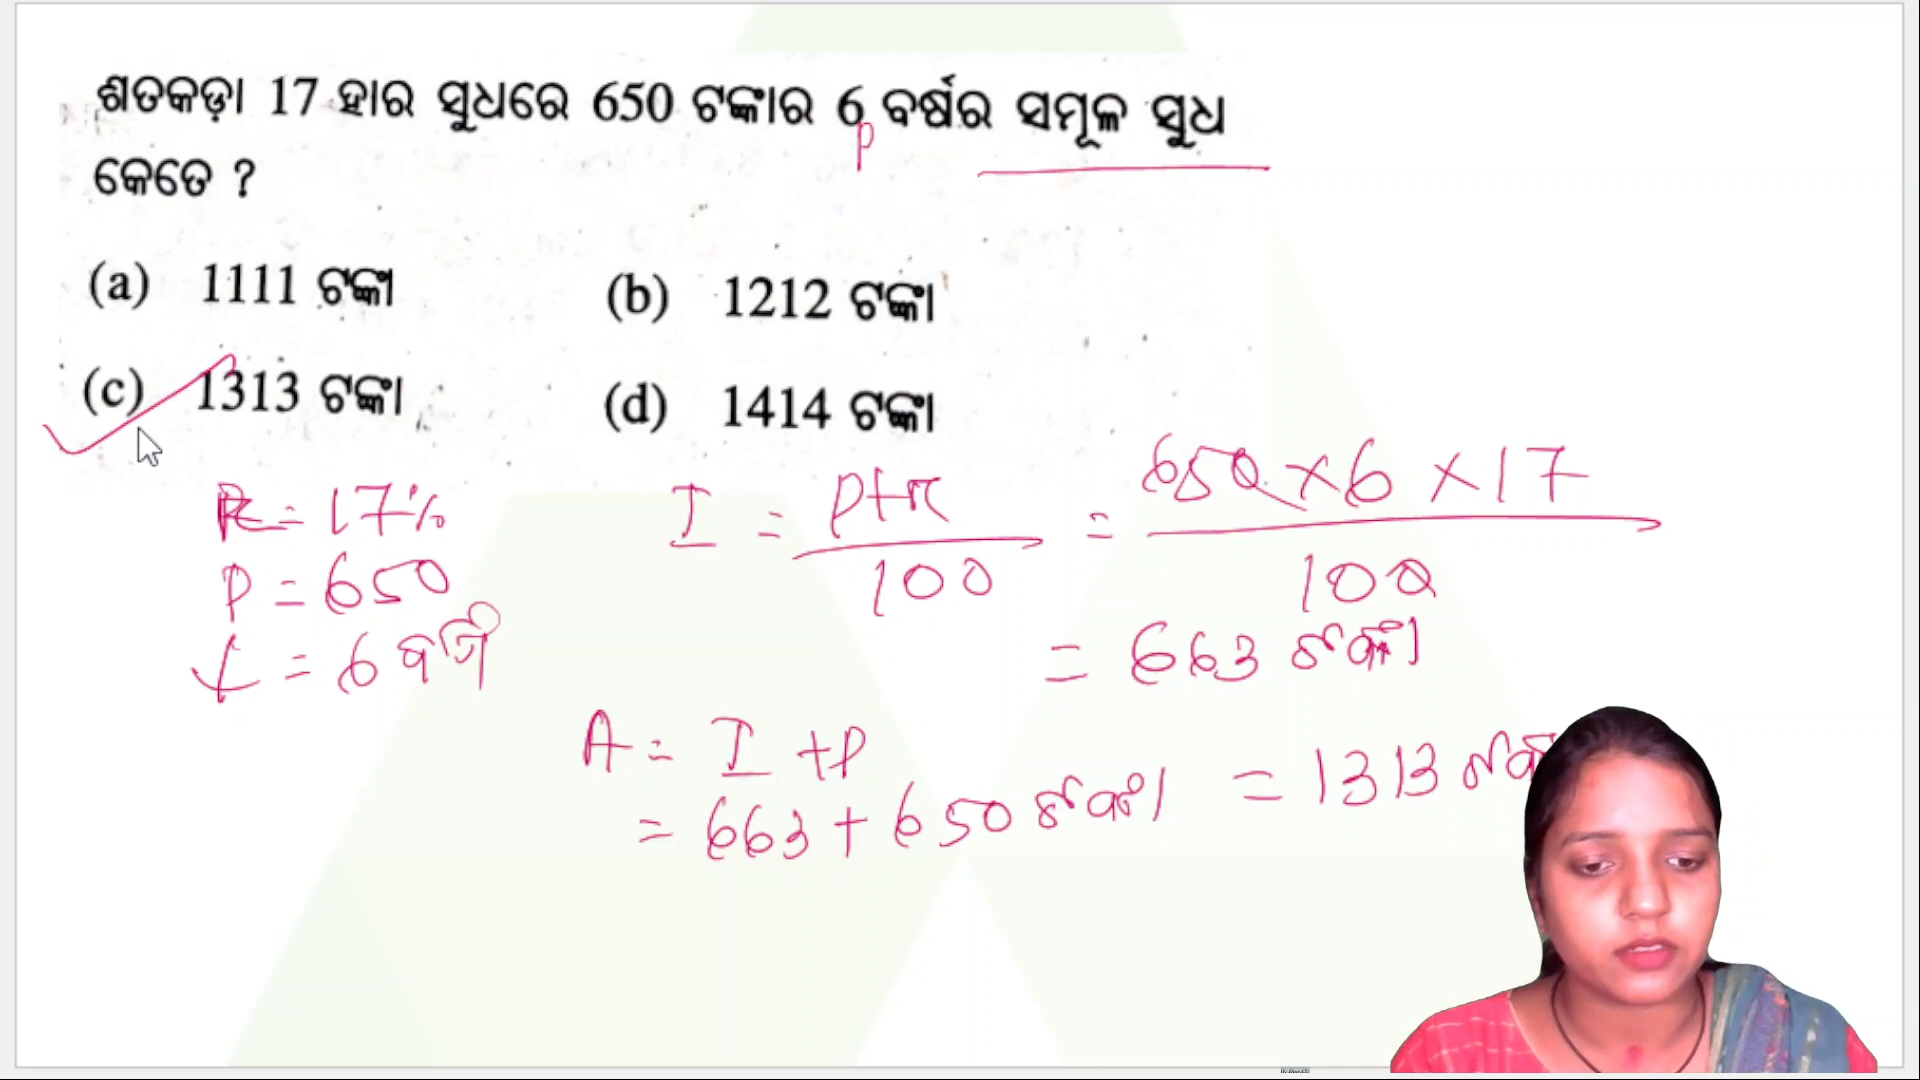 ଶତକଡ଼ା 17 ହାର ସୁଧରେ 650 ଟଙ୍କାର 6 ବର୍ଷର ସମୂଳ ସୁଧ
P
କେତେ ?
(a) 1111 ଟଙ୍କା (b) 1212 ଟଙ୍କା
(c) 1313 ଟଙ୍କା (d) 1414 ଟଙ୍କା
R = 17%
P = 650
t = 6 ବର୍ଷ
I = Ptr / 100 = 650 × 6 × 17 / 100
= 663 ଟଙ୍କା
A = I + P
= 663 + 650 ଟଙ୍କା = 1313